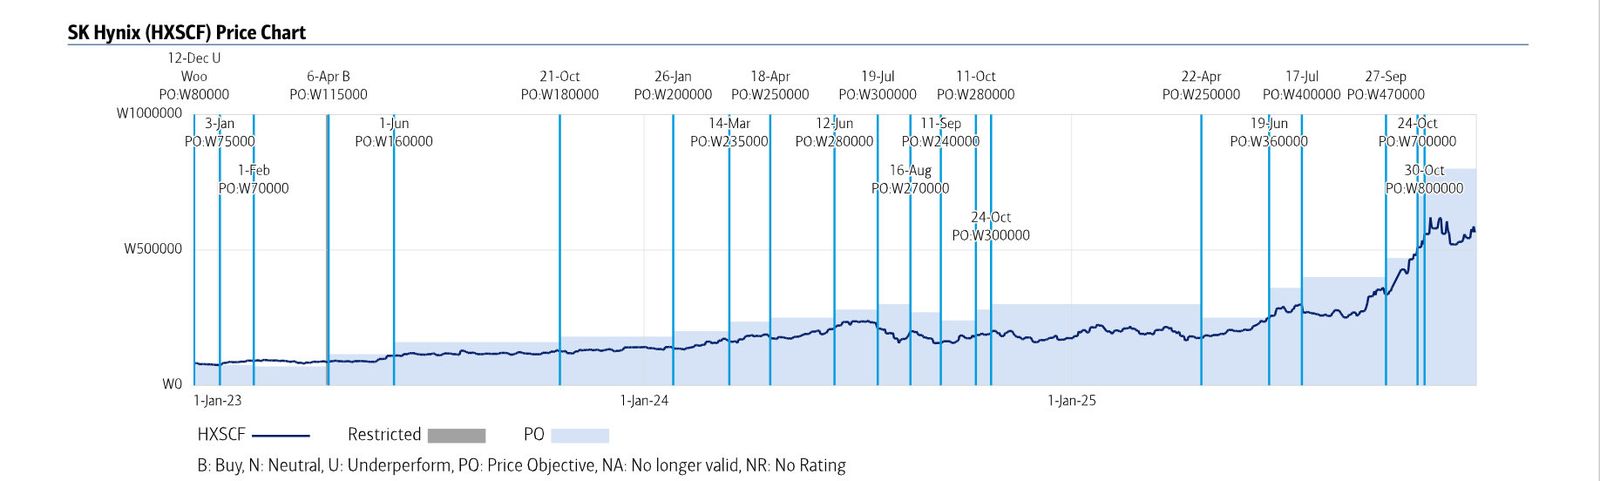 SK Hynix (HXSCF) Price Chart
12-Dec U
Woo
PO:W80000
6-Apr B
PO:W115000
21-Oct
PO:W180000
26-Jan
PO:W200000
18-Apr
PO:W250000
19-Jul
PO:W300000
11-Oct
PO:W280000
22-Apr
PO:W250000
17-Jul
PO:W400000
27-Sep
PO:W470000
W1000000
3-Jan
PO:W75000
1-Jun
PO:W160000
14-Mar
PO:W235000
12-Jun
PO:W280000
11-Sep
PO:W240000
19-Jun
PO:W360000
24-Oct
PO:W700000
1-Feb
PO:W70000
16-Aug
PO:W270000
30-Oct
PO:W800000
24-Oct
PO:W300000
W500000
W0
1-Jan-23
1-Jan-24
1-Jan-25
HXSCF
Restricted
PO
B: Buy, N: Neutral, U: Underperform, PO: Price Objective, NA: No longer valid, NR: No Rating